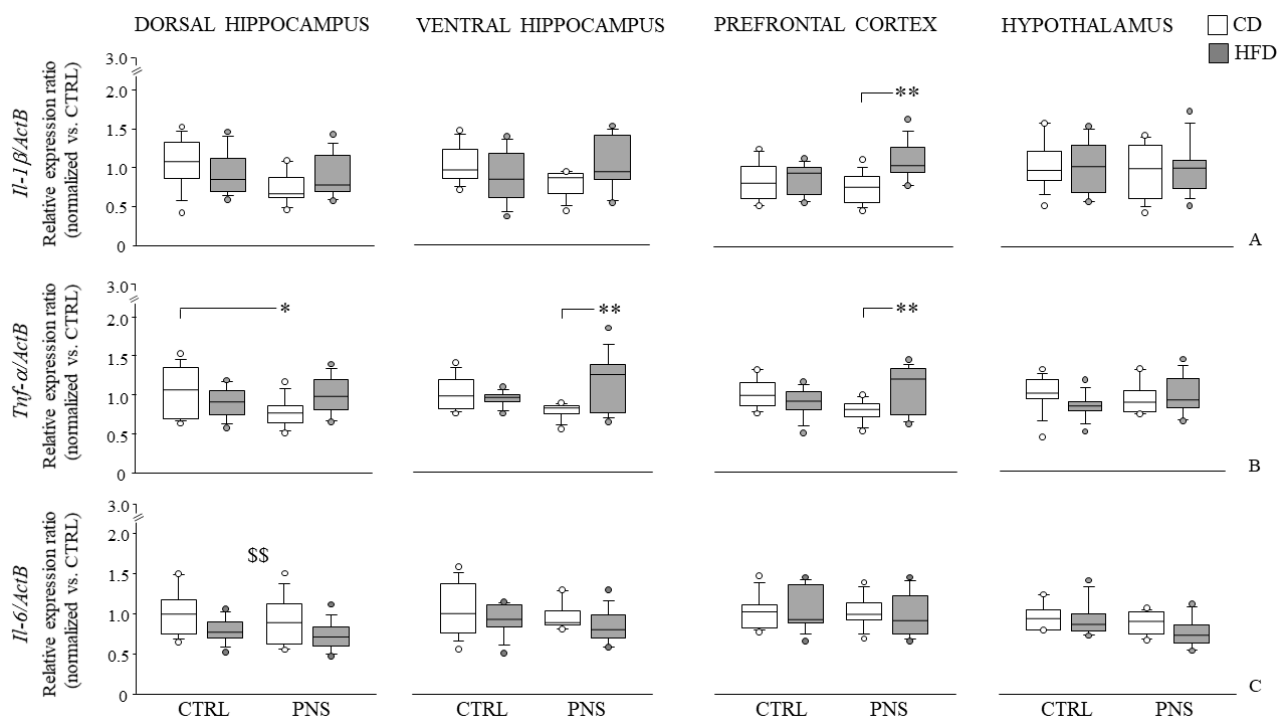 DORSAL HIPPOCAMPUS
VENTRAL HIPPOCAMPUS
PREFRONTAL CORTEX
HYPOTHALAMUS
CD
HFD
Il-1β/ActB
Relative expression ratio
(normalized vs. CTRL)
3.0
2.0
1.5
1.0
0.5
0
**
A
Tnf-α/ActB
Relative expression ratio
(normalized vs. CTRL)
3.0
2.0
1.5
1.0
0.5
0
*
**
**
B
Il-6/ActB
Relative expression ratio
(normalized vs. CTRL)
3.0
2.0
1.5
1.0
0.5
0
$$
C
CTRL PNS
CTRL PNS
CTRL PNS
CTRL PNS